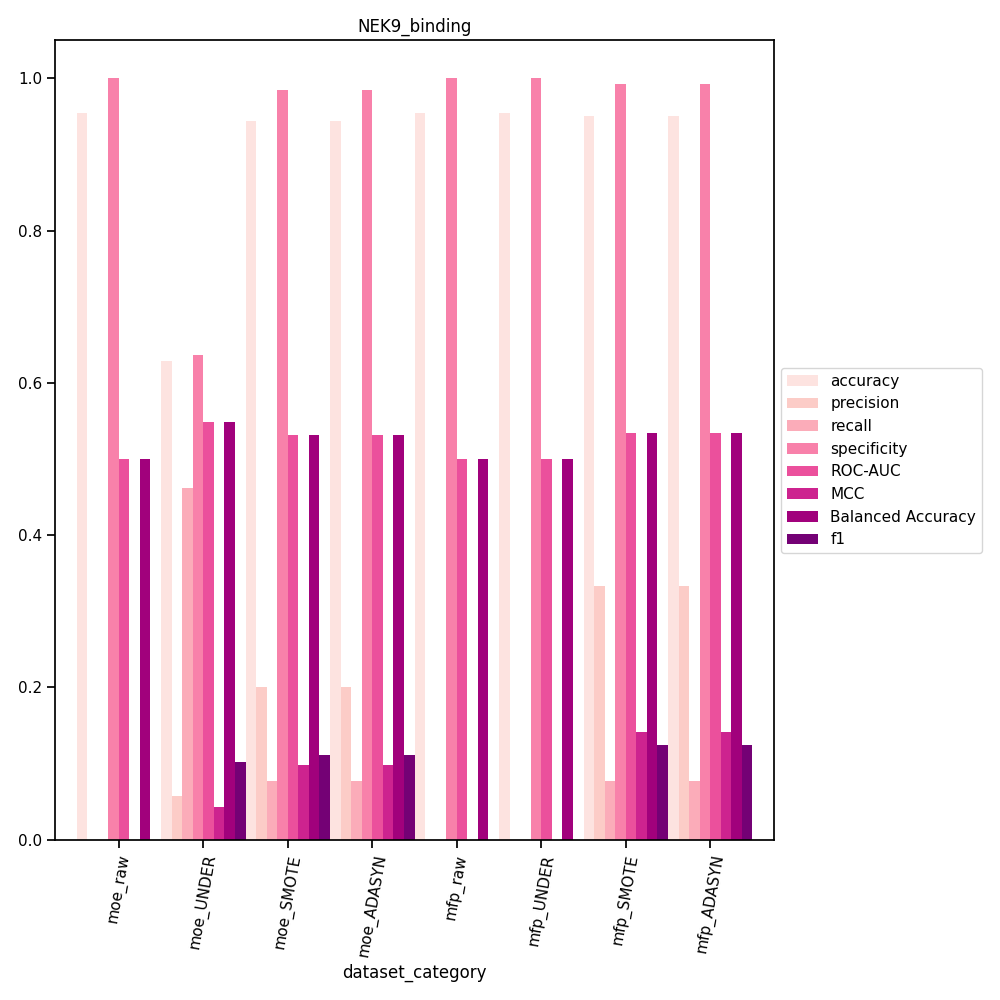 NEK9_binding
1.0
0.8
0.6
0.4
0.2
0.0
accuracy
precision
recall
specificity
ROC-AUC
MCC
Balanced Accuracy
f1
moe_raw
moe_UNDER
moe_SMOTE
moe_ADASYN
mfp_raw
mfp_UNDER
mfp_SMOTE
mfp_ADASYN
dataset_category